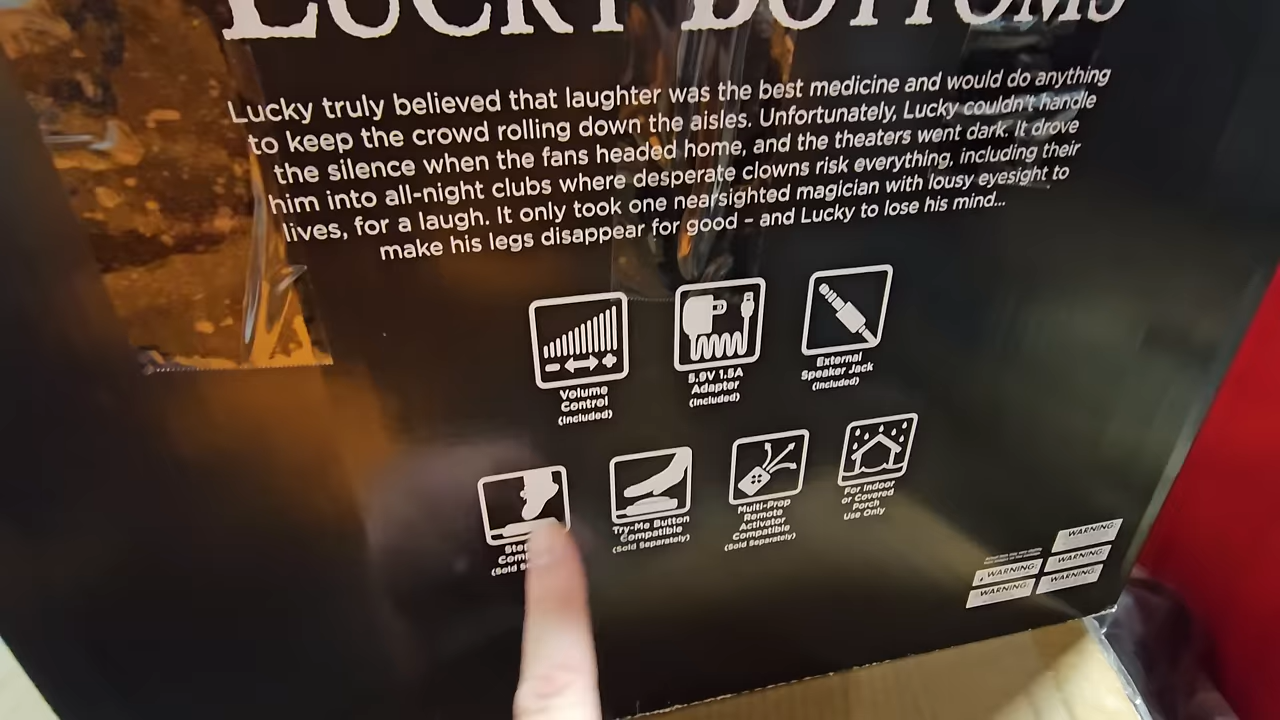 LUCKY BOTTOMS
Lucky truly believed that laughter was the best medicine and would do anything
to keep the crowd rolling down the aisles. Unfortunately, Lucky couldn't handle
the silence when the fans headed home, and the theaters went dark. It drove
him into all-night clubs where desperate clowns risk everything, including their
lives, for a laugh. It only took one nearsighted magician with lousy eyesight to
make his legs disappear for good – and Lucky to lose his mind...
Volume
Control
(Included)
5.9V 1.5A
Adapter
(Included)
External
Speaker Jack
(Included)
Step
Com
(Sold Se
Try-Me Button
Compatible
(Sold Separately)
Multi-Prop
Remote
Activator
Compatible
(Sold Separately)
For Indoor
or Covered
Porch
Use Only
WARNING:
WARNING:
WARNING:
WARNING:
WARNING: